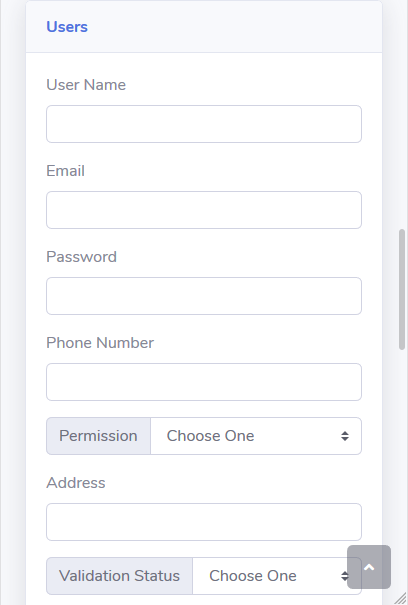 Users
User Name
Email
Password
Phone Number
Permission Choose One
Address
Validation Status Choose One